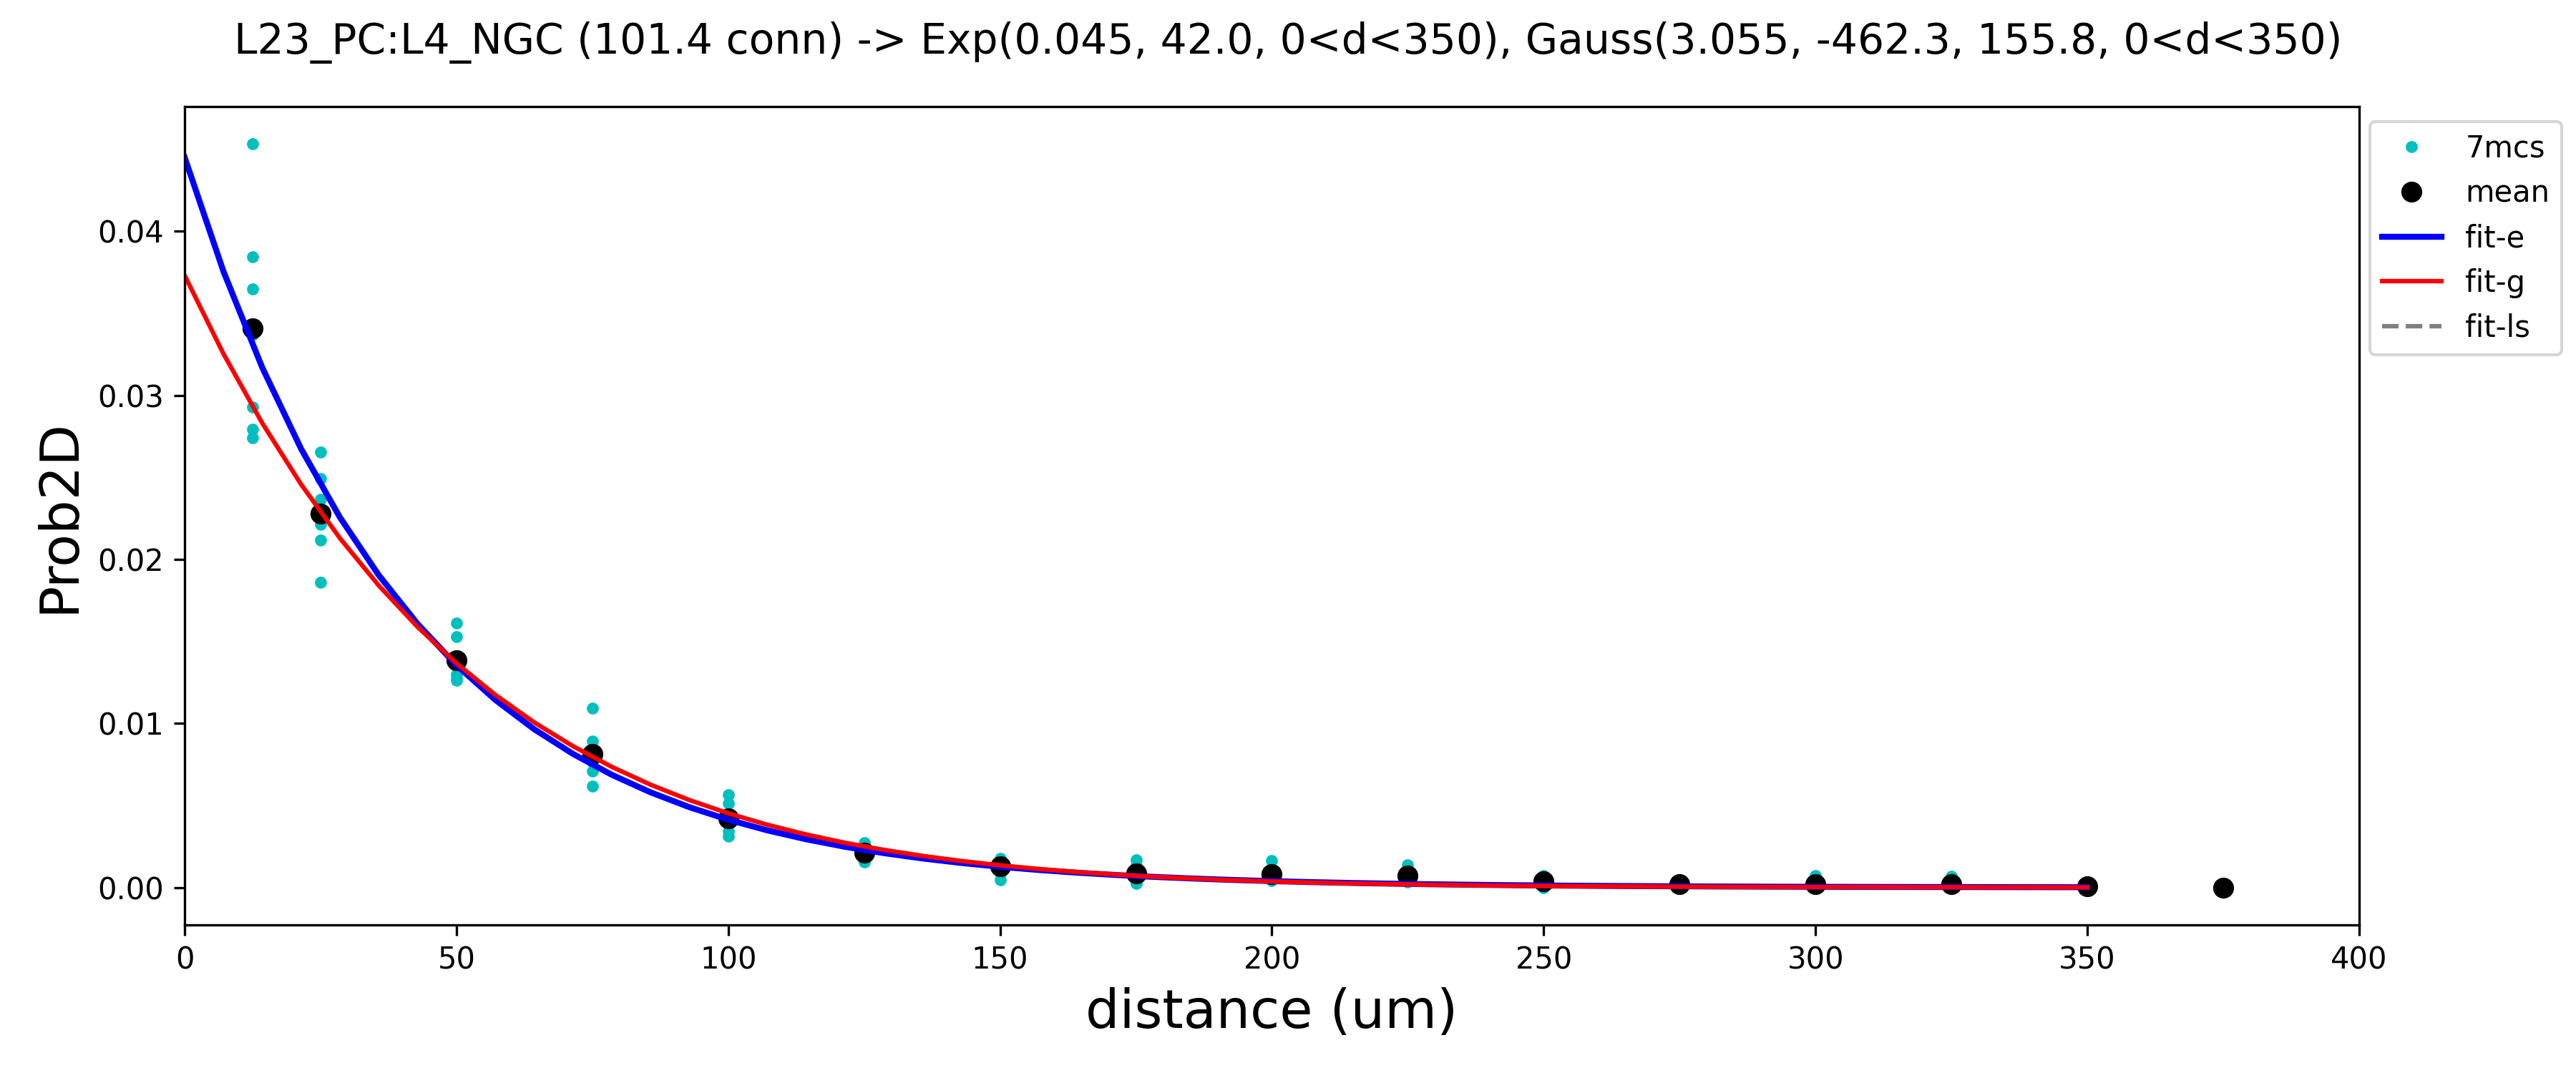 L23_PC:L4_NGC (101.4 conn) -> Exp(0.045, 42.0, 0<d<350), Gauss(3.055, -462.3, 155.8, 0<d<350)
7mcs
mean
fit-e
fit-g
fit-ls
Prob2D
0.04
0.03
0.02
0.01
0.00
0 50 100 150 200 250 300 350 400
distance (um)